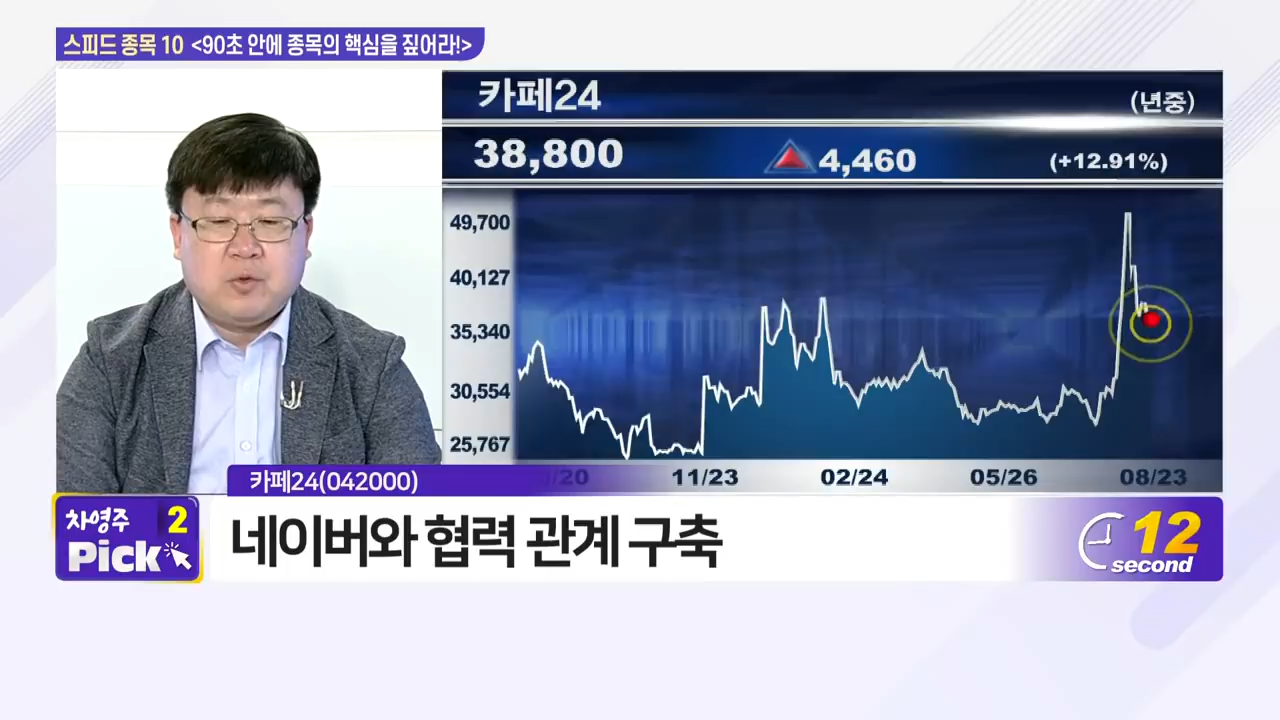 스피드 종목 10 <90초 안에 종목의 핵심을 짚어라!>
카페24
(년중)
38,800 ▲ 4,460 (+12.91%)
49,700
40,127
35,340
30,554
25,767
/20 11/23 02/24 05/26 08/23
카페24(042000)
차영주 2
Pick
네이버와 협력 관계 구축
12
second